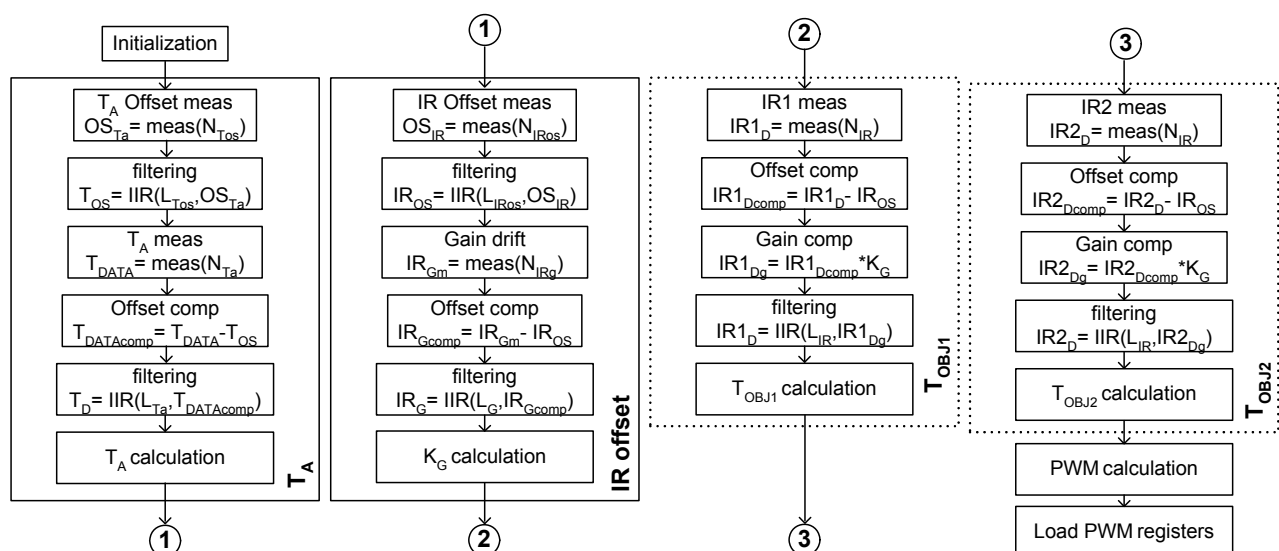 Initialization
T_A Offset meas
OS_Ta= meas(N_Tos)
filtering
T_OS= IIR(L_Tos,OS_Ta)
T_A meas
T_DATA= meas(N_Ta)
Offset comp
T_DATAcomp= T_DATA-T_OS
filtering
T_D= IIR(L_Ta,T_DATAcomp)
T_A calculation
T_A
1
1
IR Offset meas
OS_IR= meas(N_IRos)
filtering
IR_OS= IIR(L_IRos,OS_IR)
Gain drift
IR_Gm= meas(N_IRg)
Offset comp
IR_Gcomp= IR_Gm- IR_OS
filtering
IR_G= IIR(L_G,IR_Gcomp)
K_G calculation
IR offset
2
2
IR1 meas
IR1_D= meas(N_IR)
Offset comp
IR1_Dcomp= IR1_D- IR_OS
Gain comp
IR1_Dg= IR1_Dcomp*K_G
filtering
IR1_D= IIR(L_IR,IR1_Dg)
T_OBJ1 calculation
T_OBJ1
3
3
IR2 meas
IR2_D= meas(N_IR)
Offset comp
IR2_Dcomp= IR2_D- IR_OS
Gain comp
IR2_Dg= IR2_Dcomp*K_G
filtering
IR2_D= IIR(L_IR,IR2_Dg)
T_OBJ2 calculation
T_OBJ2
PWM calculation
Load PWM registers